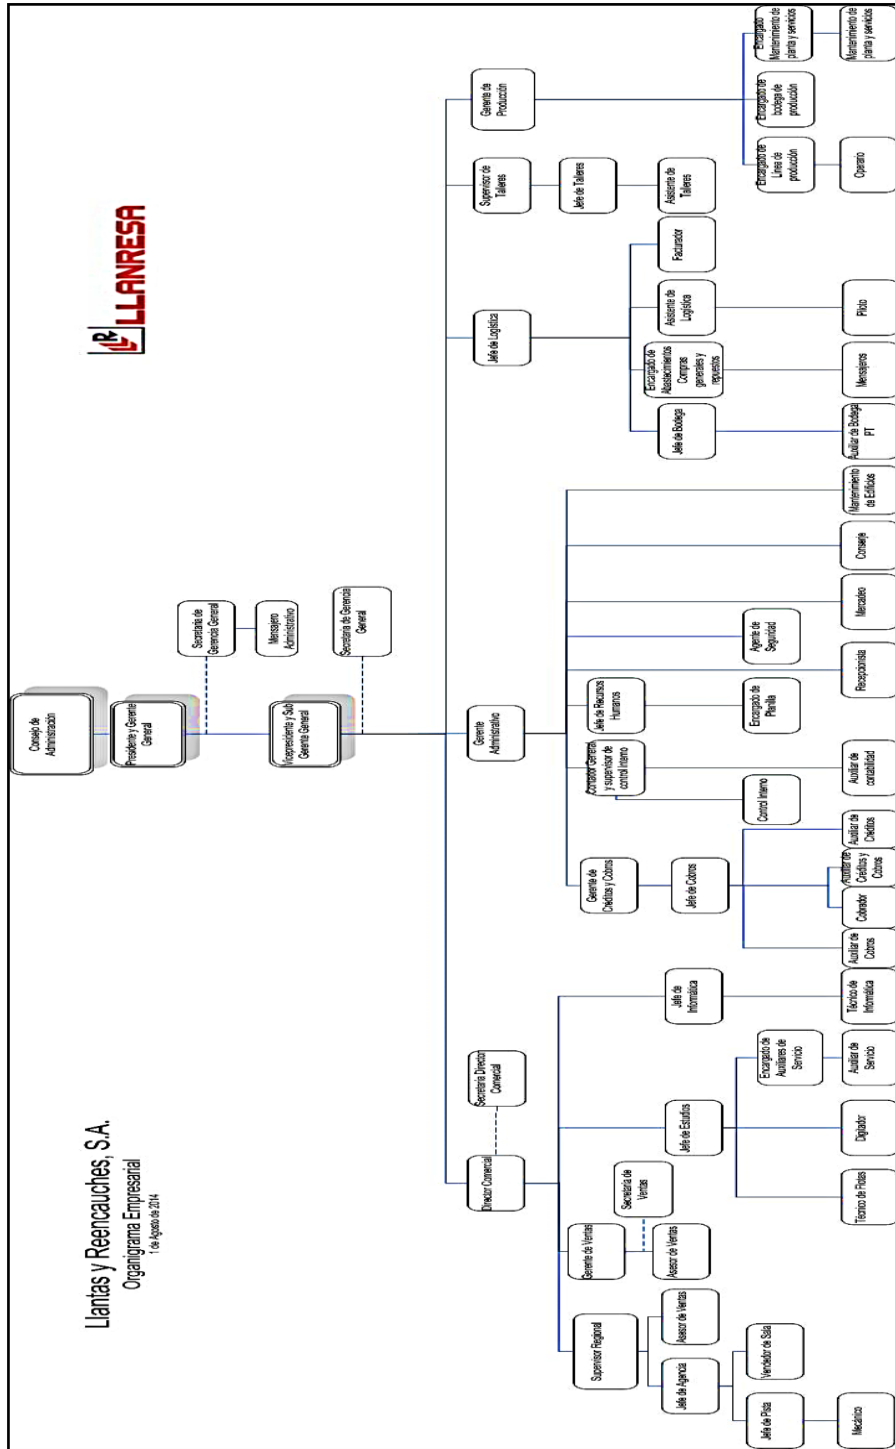 Llantas y Reencauches, S.A.
Organigrama Empresarial
1 de Agosto de 2014
R
LLANRESA
Consejo de
Administración
Presidente y Gerente
General
Secretaria de
Gerencia General
Mensajero
Administrativo
Vicepresidente y Sub
Gerente General
Secretaria de Gerencia
General
Director Comercial
Secretaria Director
Comercial
Gerente
Administrativo
Jefe de Logística
Supervisor de
Talleres
Gerente de
Producción
Supervisor Regional
Gerente de Ventas
Secretaria de
Ventas
Asesor de Ventas
Jefe de Agencia
Asesor de Ventas
Jefe de Pista
Vendedor de Sala
Mecánico
Jefe de Estudios
Técnico de Flotas
Digitador
Encargado de
Auxiliares de
Servicio
Auxiliar de
Servicio
Jefe de
Informática
Técnico de
Informática
Gerente de
Créditos y Cobros
Jefe de Cobros
Auxiliar de
Cobros
Cobrador
Auxiliar de
Créditos y
Cobros
Auxiliar de
Créditos
Contador General
y supervisor de
control interno
Control Interno
Auxiliar de
contabilidad
Jefe de Recursos
Humanos
Encargado de
Planilla
Recepcionista
Agente de
Seguridad
Mercadeo
Conserje
Mantenimiento
de Edificios
Jefe de Bodega
Encargado de
Abastecimientos
Compras
generales y
repuestos
Asistente de
Logística
Facturador
Auxiliar de Bodega
PT
Mensajeros
Piloto
Jefe de Talleres
Asistente de
Talleres
Encargado de
Línea de
producción
Encargado de
bodega de
producción
Encargado
Mantenimiento de
planta y servicios
Operario
Mantenimiento de
planta y servicios